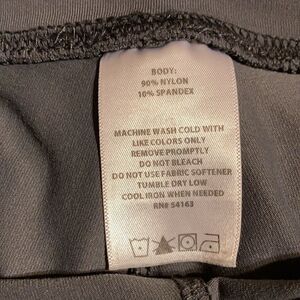 BODY:
90% NYLON
10% SPANDEX
MACHINE WASH COLD WITH
LIKE COLORS ONLY
REMOVE PROMPTLY
DO NOT BLEACH
DO NOT USE FABRIC SOFTENER
TUMBLE DRY LOW
COOL IRON WHEN NEEDED
RN# 54163